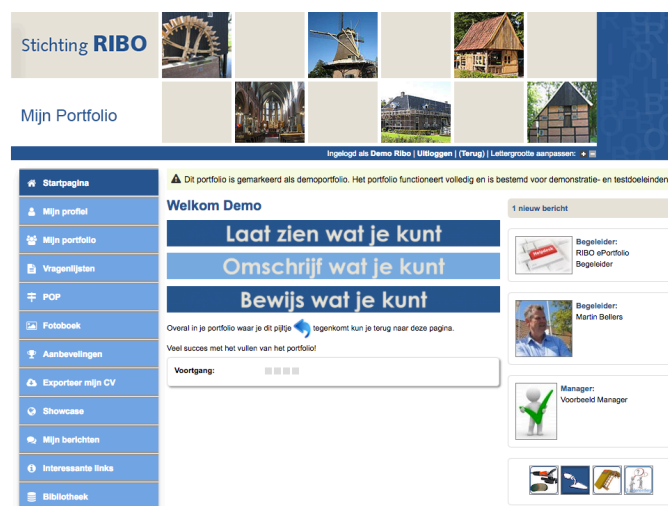 Stichting RIBO
Mijn Portfolio
Ingelogd als Demo Ribo | Uitloggen | (Terug) | Lettergrootte aanpassen:
Startpagina
Mijn profiel
Mijn portfolio
Vragenlijsten
POP
Fotoboek
Aanbevelingen
Exporteer mijn CV
Showcase
Mijn berichten
Interessante links
Bibliotheek
Dit portfolio is gemarkeerd als demoportfolio. Het portfolio functioneert volledig en is bestemd voor demonstratie- en testdoeleinden
Welkom Demo
Laat zien wat je kunt
Omschrijf wat je kunt
Bewijs wat je kunt
Overal in je portfolio waar je dit pijltje tegenkomt kun je terug naar deze pagina.
Veel succes met het vullen van het portfolio!
Voortgang:
1 nieuw bericht
Helpdesk
Begeleider:
RIBO ePortfolio
Begeleider
Begeleider:
Martin Bellers
Manager:
Voorbeeld Manager